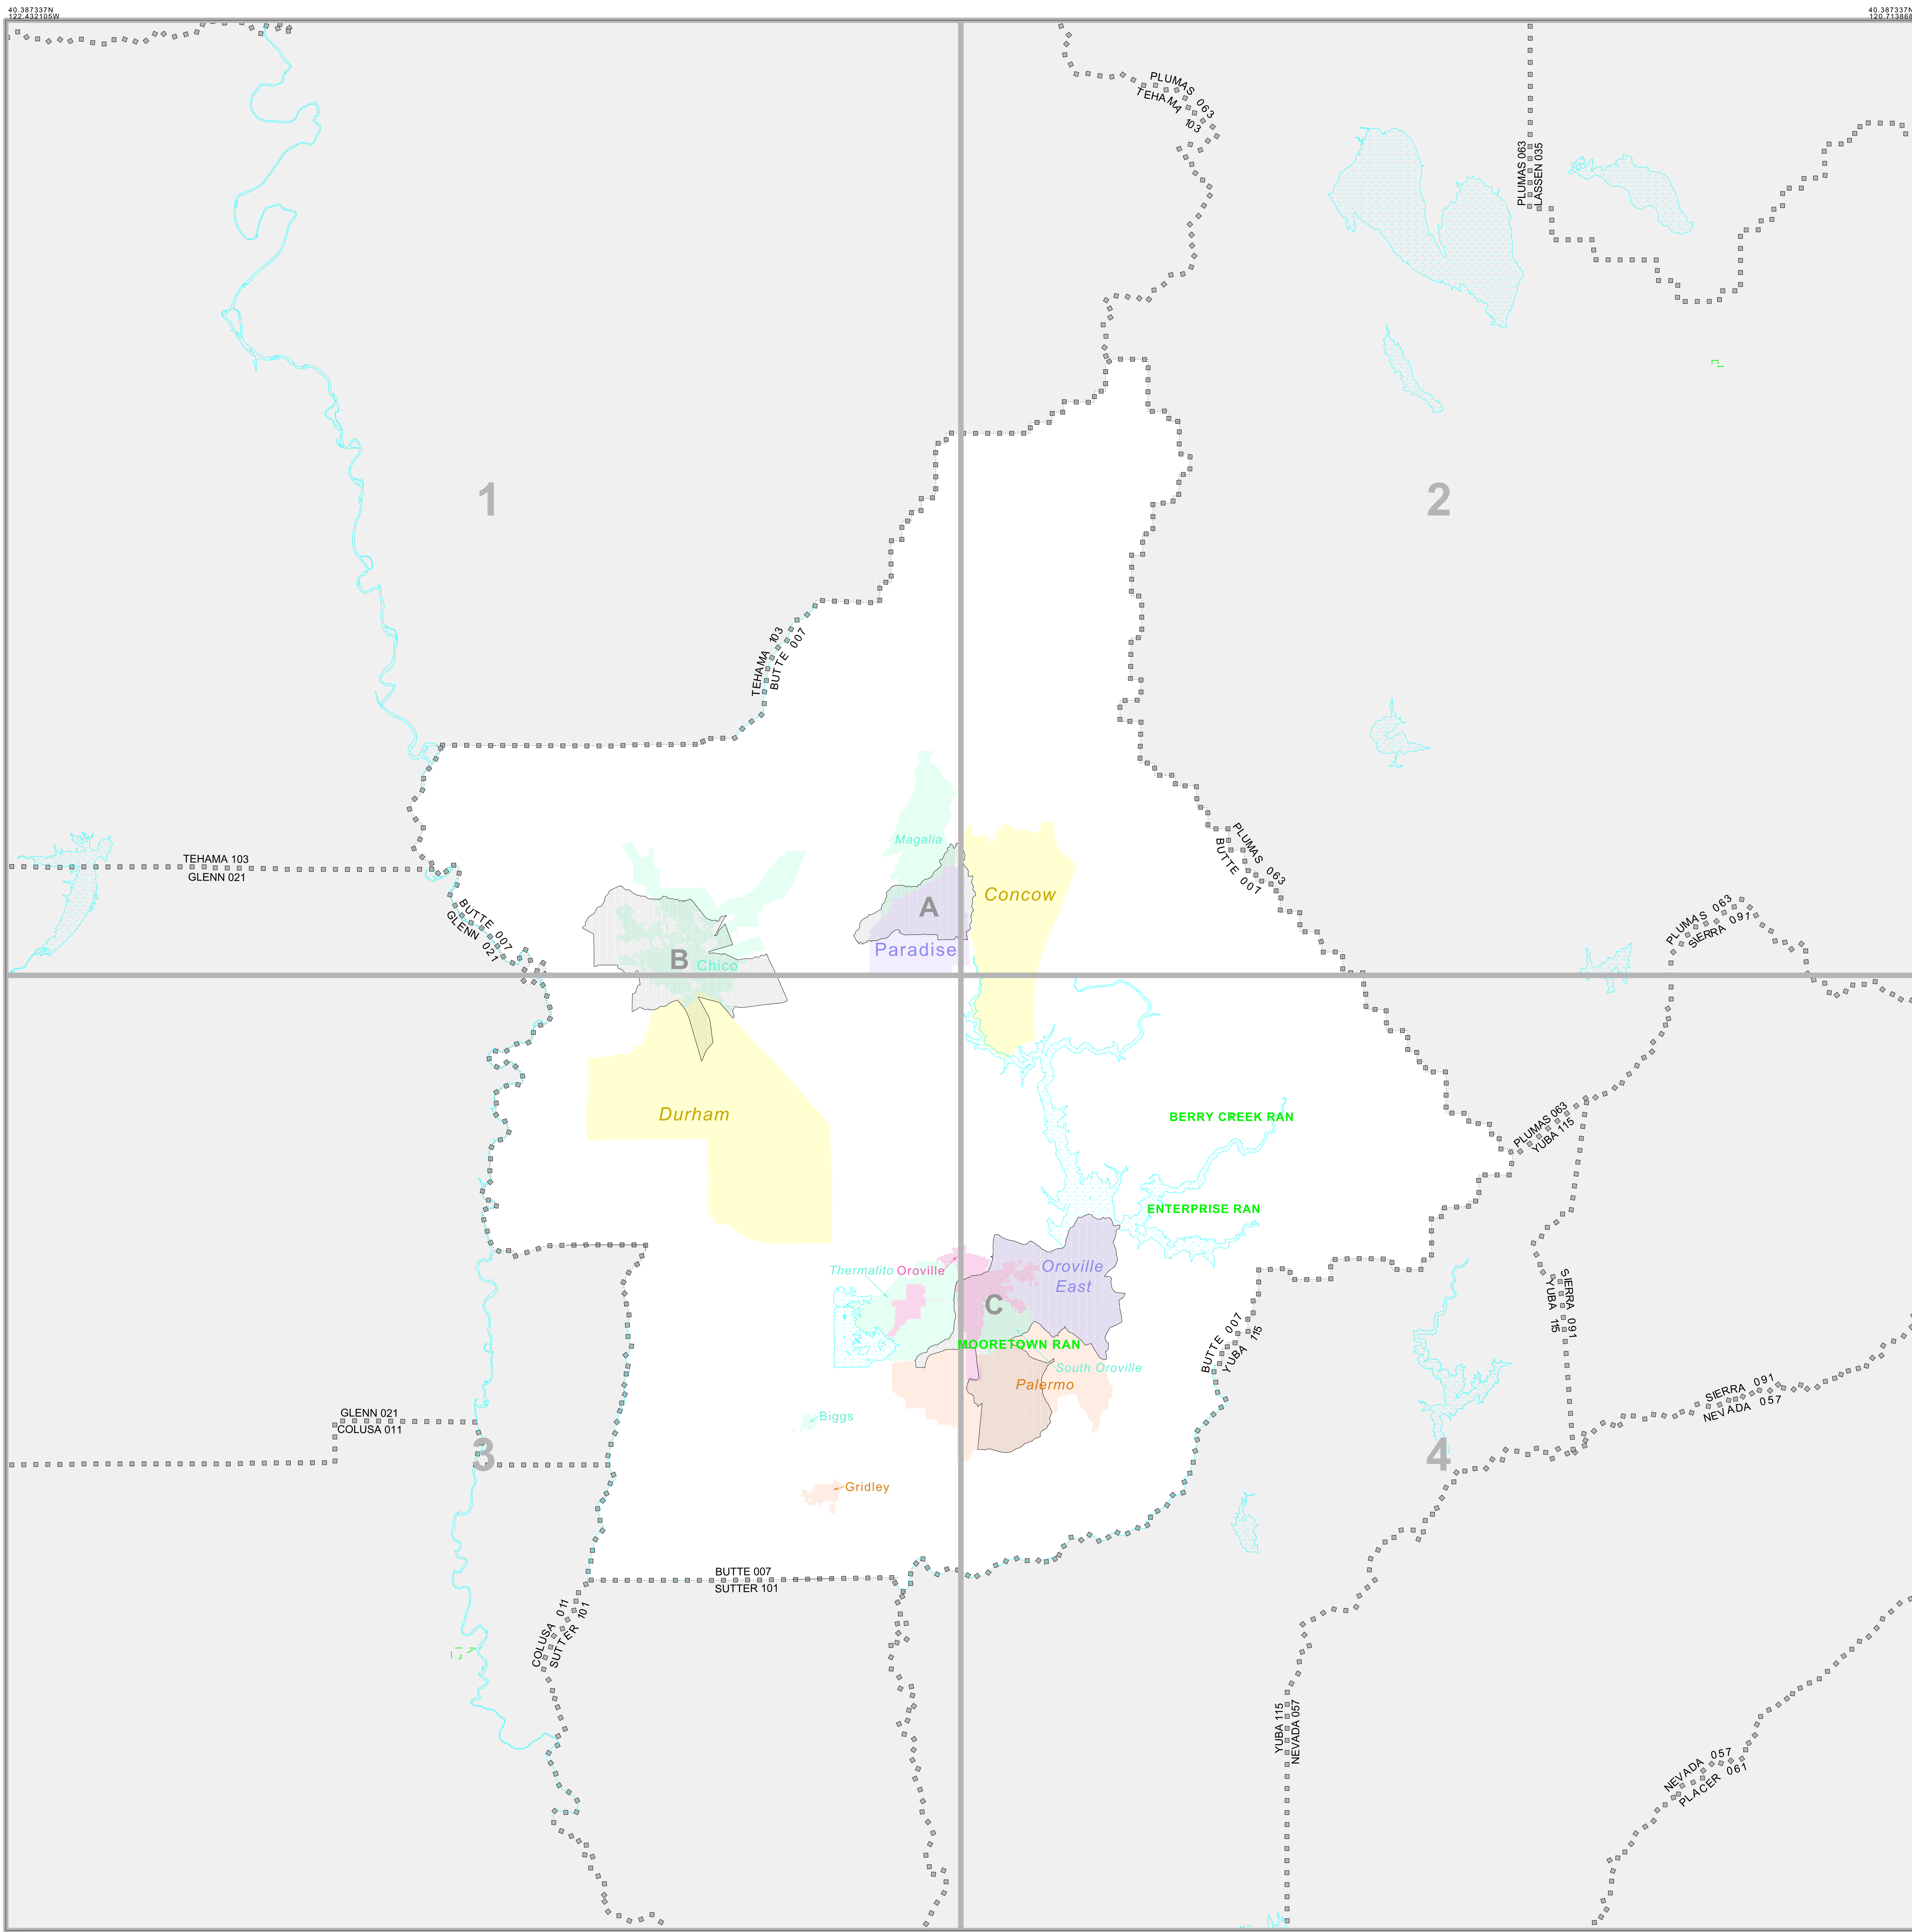 40.387337N
122.432105W
40.387337N
120.713868
PLUMAS 063
TEHAMA 103
PLUMAS 063
LASSEN 035
1
2
TEHAMA 103
BUTTE 007
Magalia
PLUMAS 063
BUTTE 007
TEHAMA 103
GLENN 021
Concow
A
BUTTE 007
GLENN 021
PLUMAS 063
SIERRA 091
Paradise
B
Chico
Durham
BERRY CREEK RAN
PLUMAS 063
YUBA 115
ENTERPRISE RAN
Thermalito
Oroville
Oroville
East
C
SIERRA 091
YUBA 115
MOORETOWN RAN
BUTTE 007
YUBA 115
South Oroville
Palermo
SIERRA 091
NEVADA 057
GLENN 021
COLUSA 011
Biggs
3
4
Gridley
BUTTE 007
SUTTER 101
COLUSA 011
SUTTER 101
YUBA 115
NEVADA 057
NEVADA 057
PLACER 061